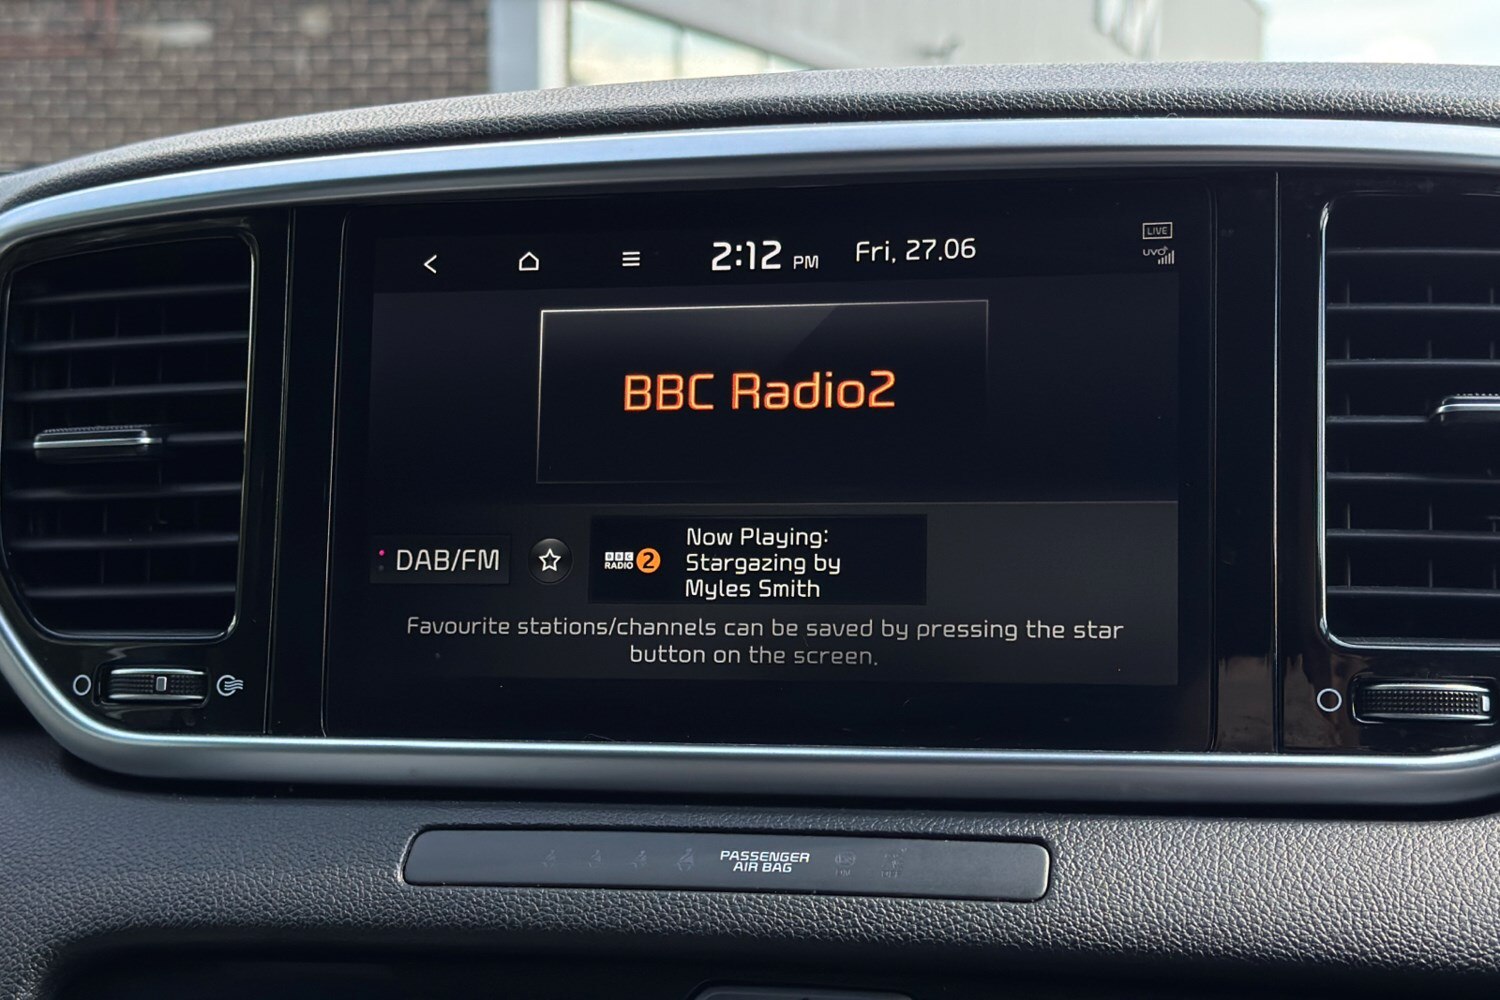 2:12 PM Fri, 27.06
LIVE
UVO
BBC Radio2
DAB/FM
BBC
RADIO 2
Now Playing:
Stargazing by
Myles Smith
Favourite stations/channels can be saved by pressing the star
button on the screen.
PASSENGER
AIR BAG